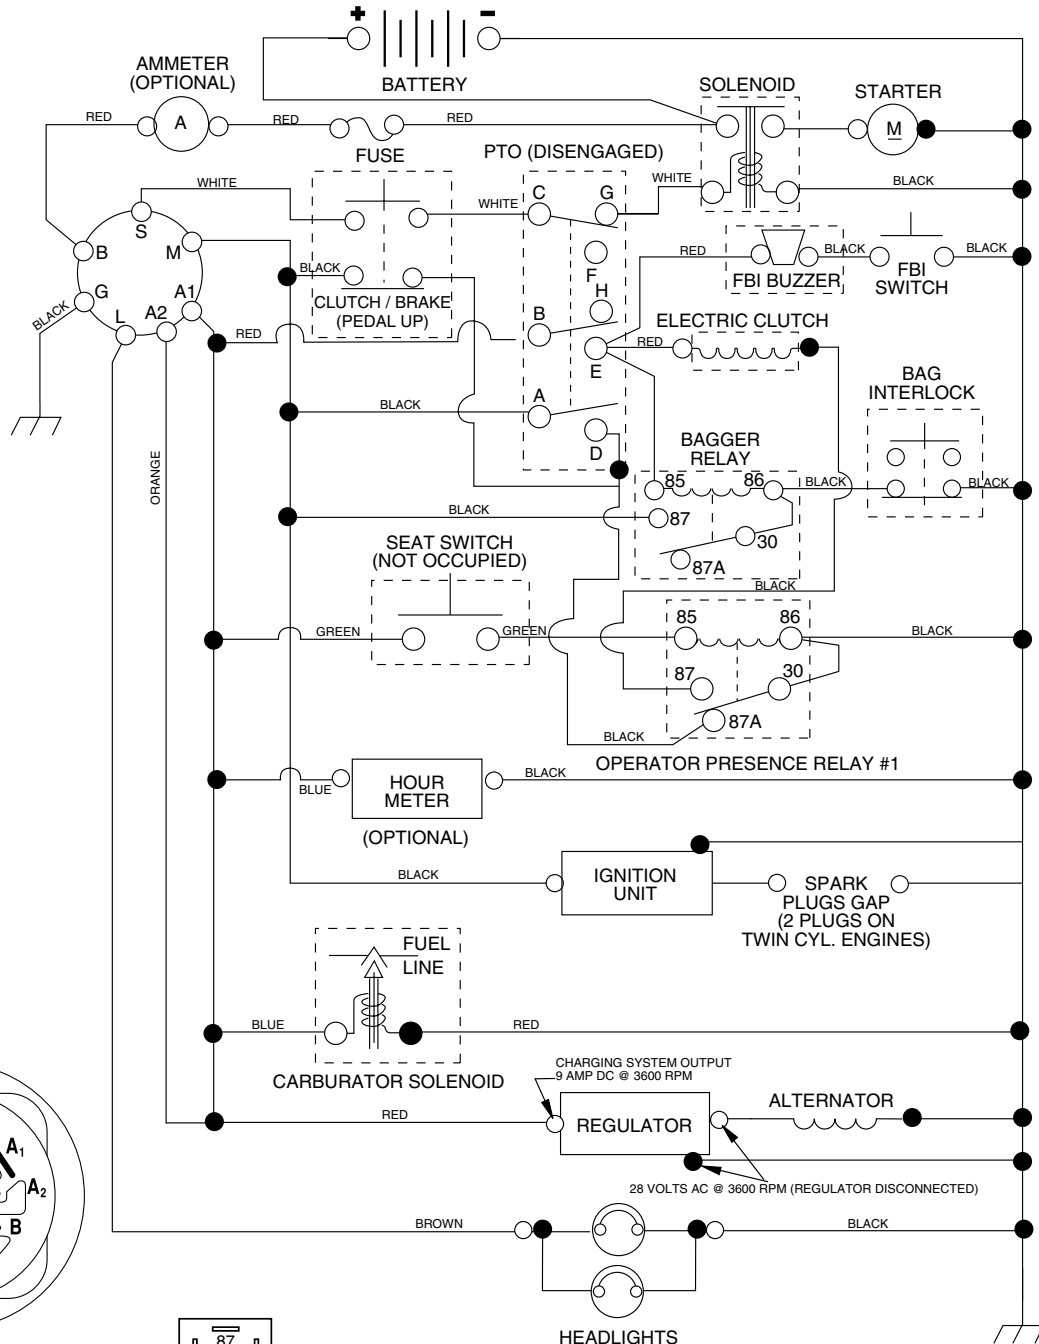 + -
BATTERY
AMMETER
(OPTIONAL)
SOLENOID
STARTER
RED
A
RED
RED
M
FUSE
PTO (DISENGAGED)
WHITE
WHITE
WHITE
C
G
BLACK
S
B
M
G
A1
A2
L
BLACK
BLACK
CLUTCH / BRAKE
(PEDAL UP)
F
H
B
E
A
D
RED
BLACK
BLACK
FBI BUZZER
FBI
SWITCH
RED
ELECTRIC CLUTCH
RED
BAG
INTERLOCK
BLACK
ORANGE
BAGGER
RELAY
85
86
BLACK
BLACK
87
30
87A
BLACK
SEAT SWITCH
(NOT OCCUPIED)
BLACK
GREEN
GREEN
85
86
BLACK
87
30
87A
BLACK
OPERATOR PRESENCE RELAY #1
BLUE
HOUR
METER
BLACK
(OPTIONAL)
BLACK
IGNITION
UNIT
SPARK
PLUGS GAP
(2 PLUGS ON
TWIN CYL. ENGINES)
FUEL
LINE
BLUE
RED
CARBURATOR SOLENOID
CHARGING SYSTEM OUTPUT
9 AMP DC @ 3600 RPM
RED
REGULATOR
ALTERNATOR
28 VOLTS AC @ 3600 RPM (REGULATOR DISCONNECTED)
A1
A2
B
BROWN
BLACK
HEADLIGHTS
87